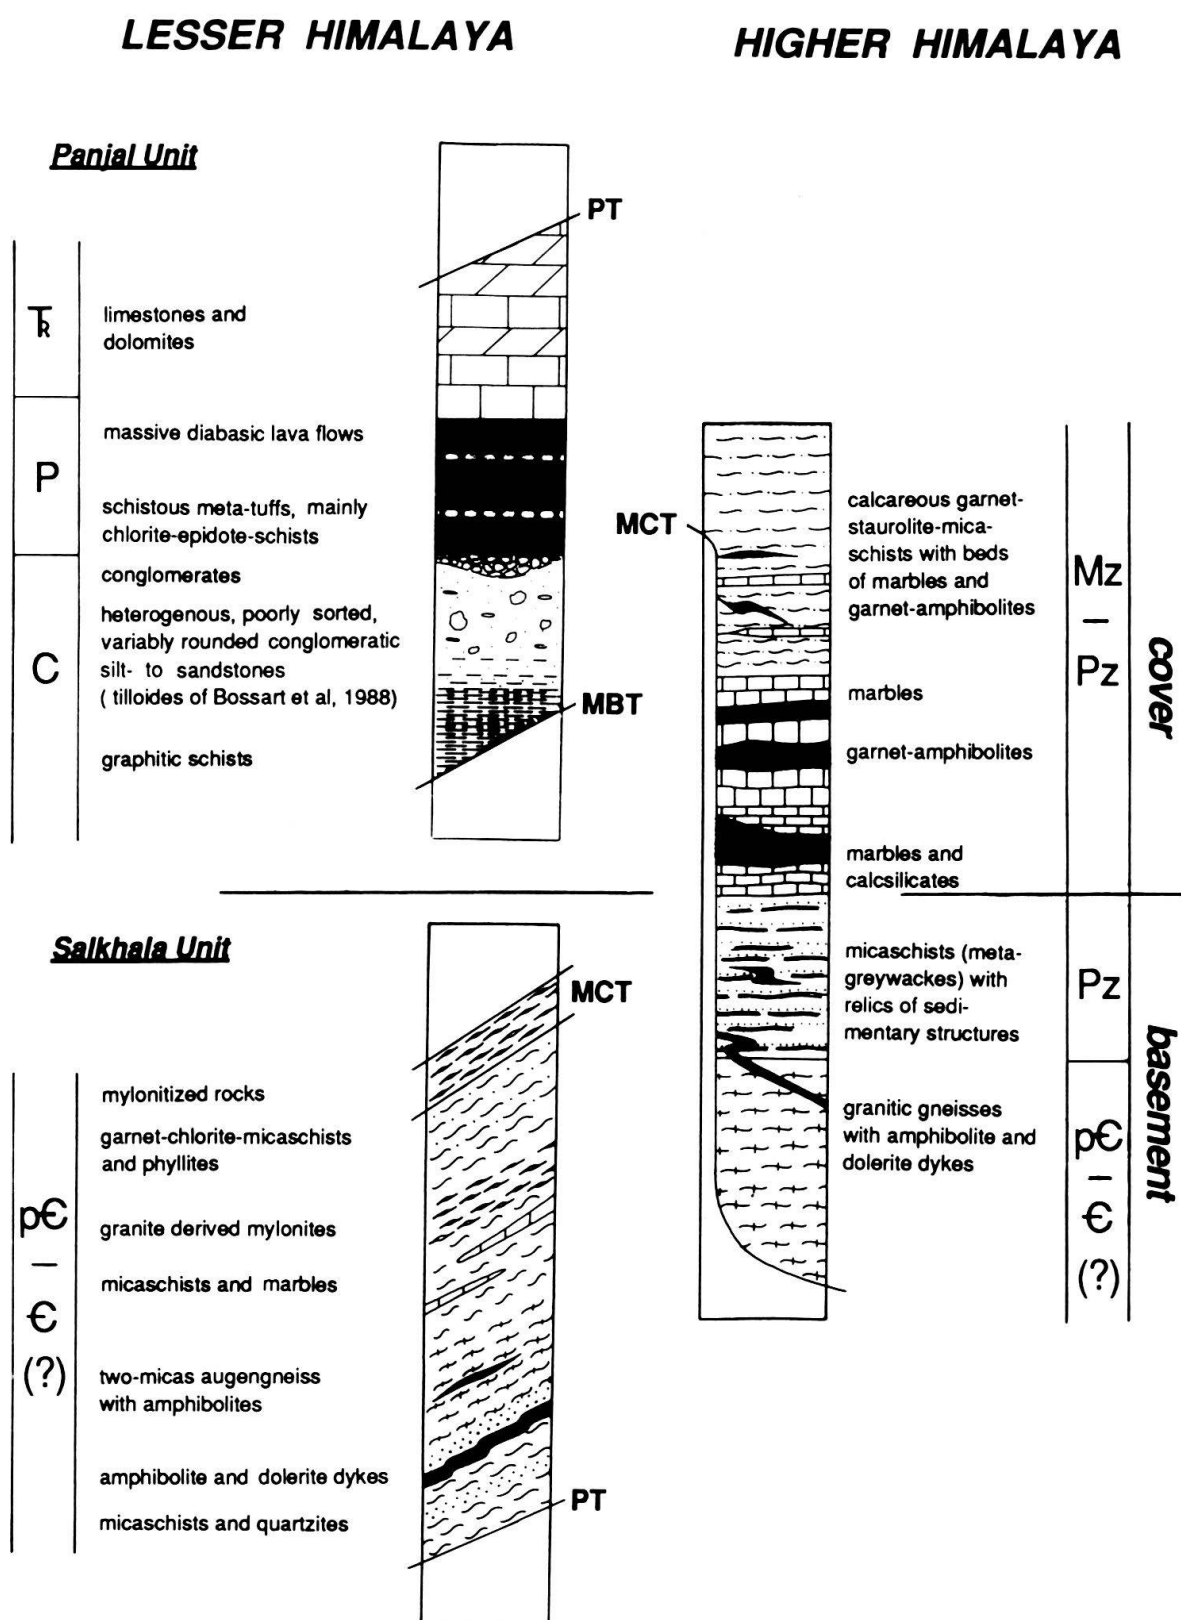 LESSER HIMALAYA
HIGHER HIMALAYA
Panjal Unit
PT
TR
limestones and
dolomites
P
massive diabasic lava flows
schistous meta-tuffs, mainly
chlorite-epidote-schists
C
conglomerates
heterogenous, poorly sorted,
variably rounded conglomeratic
silt- to sandstones
( tilloides of Bossart et al, 1988)
MBT
graphitic schists
Salkhala Unit
MCT
mylonitized rocks
garnet-chlorite-micaschists
and phyllites
p€
–
€
(?)
granite derived mylonites
micaschists and marbles
two-micas augengneiss
with amphibolites
amphibolite and dolerite dykes
PT
micaschists and quartzites
MCT
calcareous garnet-
staurolite-mica-
schists with beds
of marbles and
garnet-amphibolites
Mz
–
Pz
cover
marbles
garnet-amphibolites
marbles and
calcsilicates
micaschists (meta-
greywackes) with
relics of sedi-
mentary structures
Pz
basement
granitic gneisses
with amphibolite and
dolerite dykes
p€
–
€
(?)